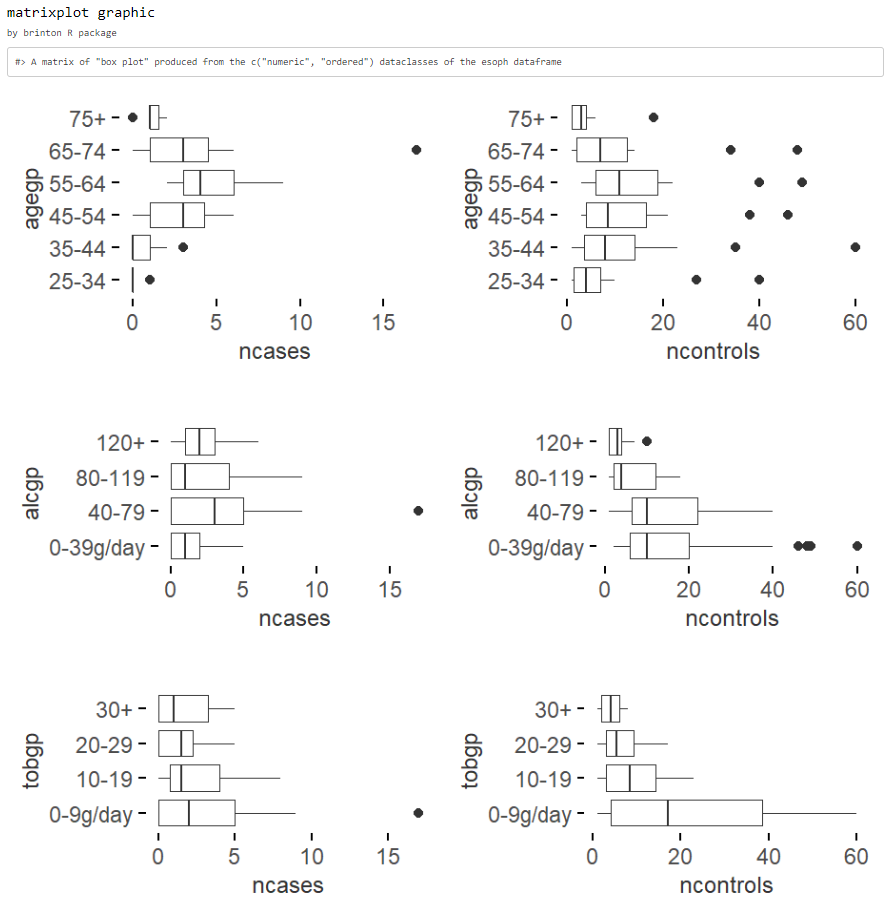 matrixplot graphic
by brinton R package
#> A matrix of "box plot" produced from the c("numeric", "ordered") dataclasses of the esoph dataframe
agegp
75+
65-74
55-64
45-54
35-44
25-34
0 5 10 15
ncases
agegp
75+
65-74
55-64
45-54
35-44
25-34
0 20 40 60
ncontrols
alcgp
120+
80-119
40-79
0-39g/day
0 5 10 15
ncases
alcgp
120+
80-119
40-79
0-39g/day
0 20 40 60
ncontrols
tobgp
30+
20-29
10-19
0-9g/day
0 5 10 15
ncases
tobgp
30+
20-29
10-19
0-9g/day
0 20 40 60
ncontrols